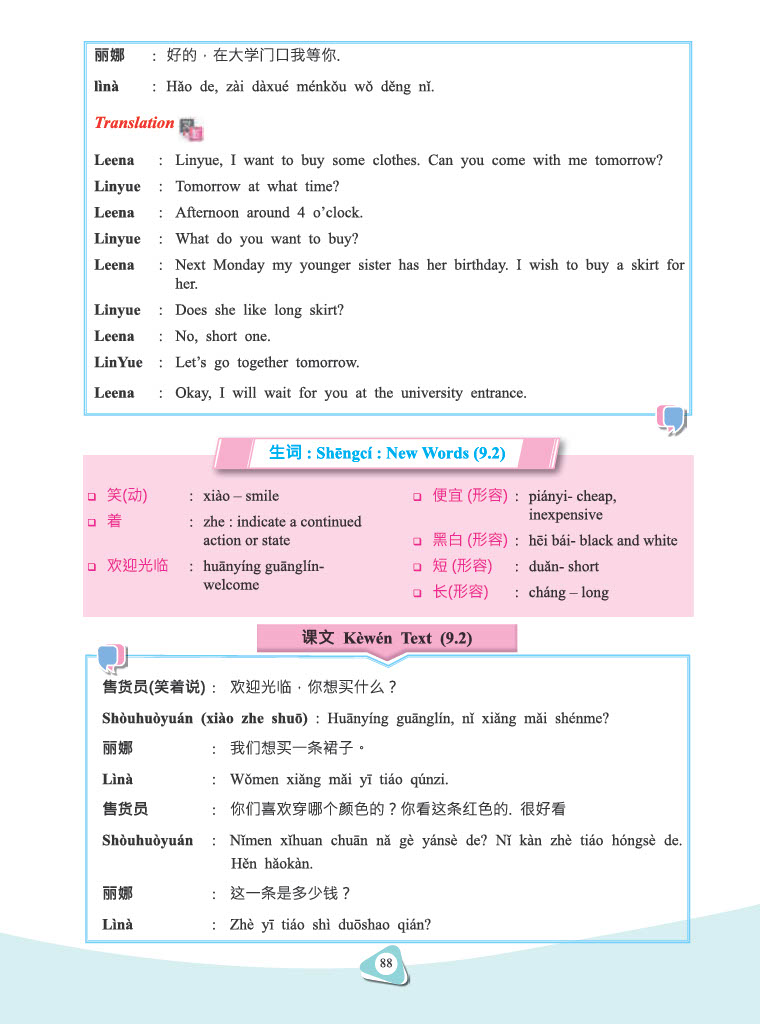 丽娜 : 好的，在大学门口我等你.
lìnà : Hǎo de, zài dàxué ménkǒu wǒ děng nǐ.
Translation
Leena : Linyue, I want to buy some clothes. Can you come with me tomorrow?
Linyue : Tomorrow at what time?
Leena : Afternoon around 4 o’clock.
Linyue : What do you want to buy?
Leena : Next Monday my younger sister has her birthday. I wish to buy a skirt for
her.
Linyue : Does she like long skirt?
Leena : No, short one.
LinYue : Let’s go together tomorrow.
Leena : Okay, I will wait for you at the university entrance.
生词 : Shēngcí : New Words (9.2)
❑ 笑(动) : xiào – smile
❑ 着 : zhe : indicate a continued
action or state
❑ 欢迎光临 : huānyíng guānglín-
welcome
❑ 便宜 (形容) : piányi- cheap,
inexpensive
❑ 黑白 (形容) : hēi bái- black and white
❑ 短 (形容) : duǎn- short
❑ 长(形容) : cháng – long
课文 Kèwén Text (9.2)
售货员(笑着说) : 欢迎光临，你想买什么？
Shòuhuòyuán (xiào zhe shuō) : Huānyíng guānglín, nǐ xiǎng mǎi shénme?
丽娜 : 我们想买一条裙子。
Lìnà : Wǒmen xiǎng mǎi yī tiáo qúnzi.
售货员 : 你们喜欢穿哪个颜色的？你看这条红色的. 很好看
Shòuhuòyuán : Nǐmen xǐhuan chuān nǎ gè yánsè de? Nǐ kàn zhè tiáo hóngsè de.
Hěn hǎokàn.
丽娜 : 这一条是多少钱？
Lìnà : Zhè yī tiáo shì duōshao qián?
88